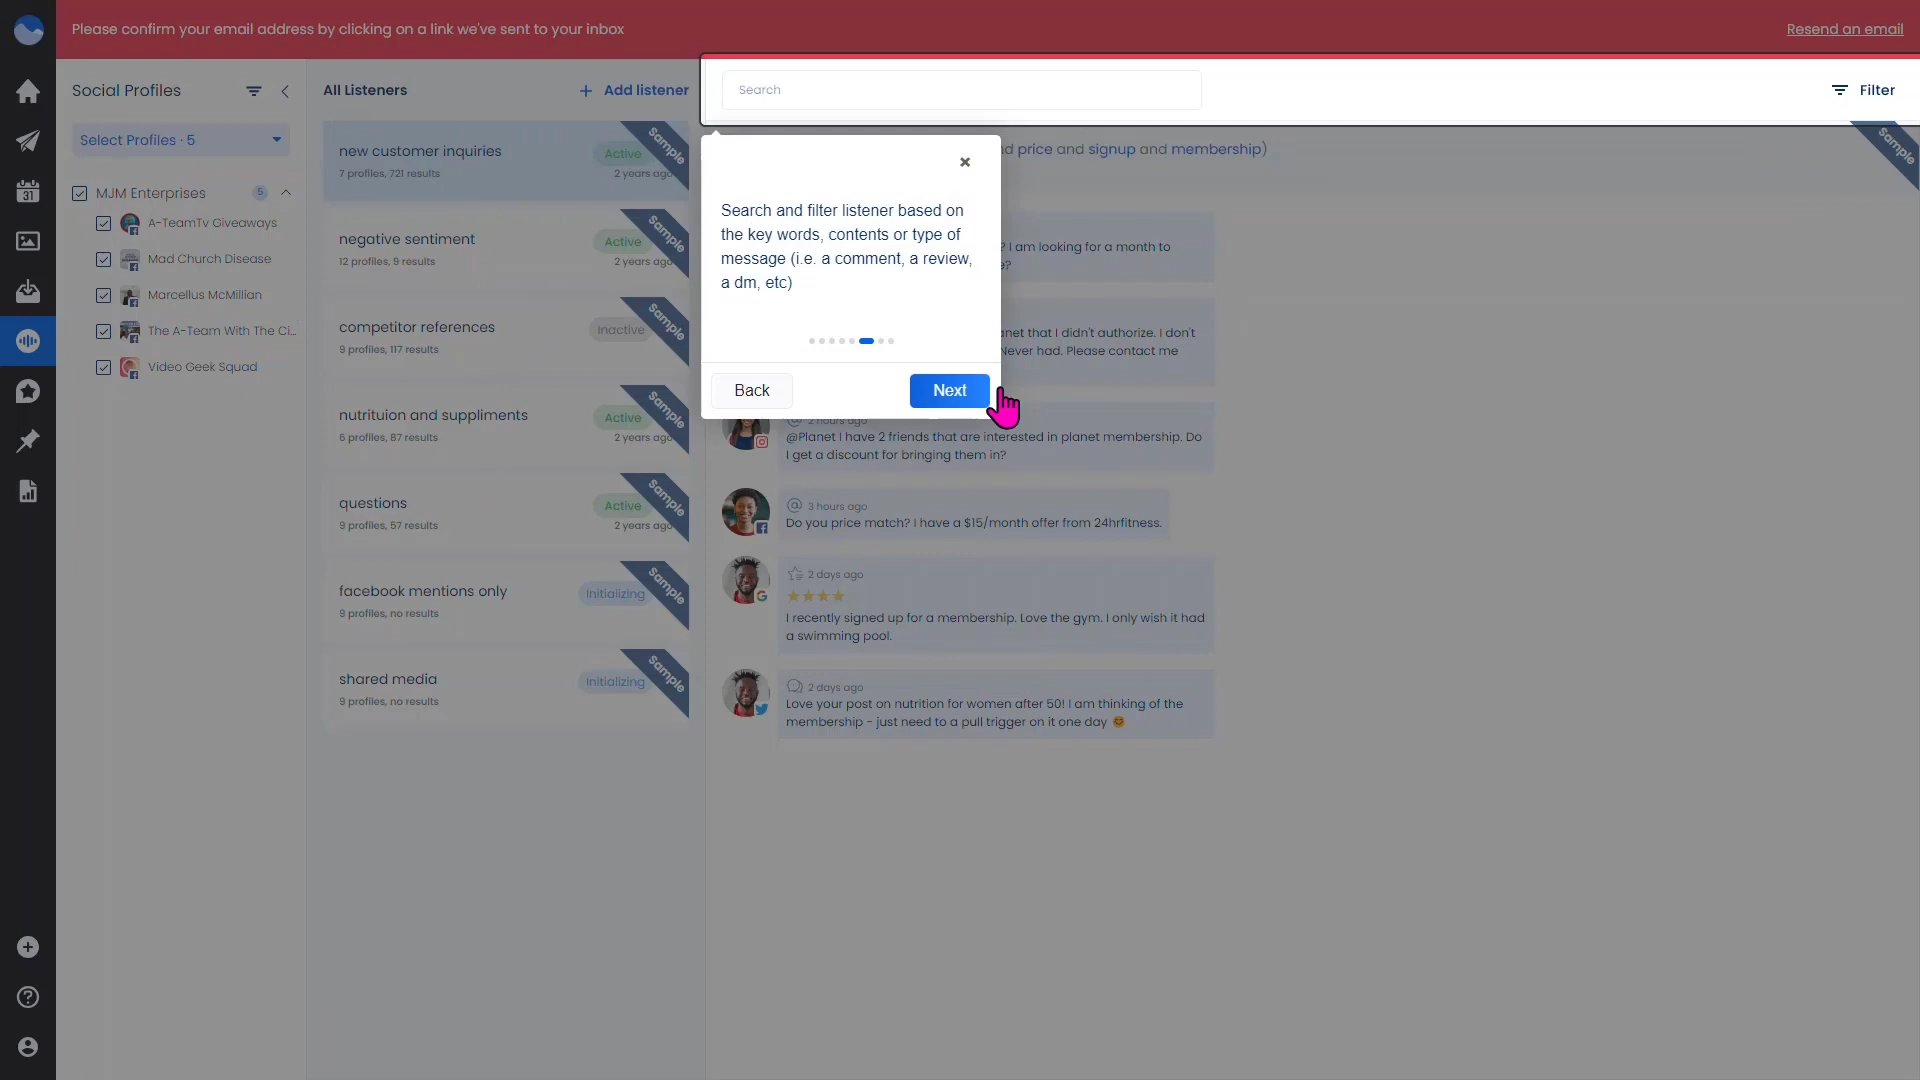 Please confirm your email address by clicking on a link we've sent to your inbox
Resend an email
Social Profiles
Select Profiles · 5
MJM Enterprises
5
A-TeamTv Giveaways
Mad Church Disease
Marcellus McMillian
The A-Team With The Ci...
Video Geek Squad
31
All Listeners
Add listener
new customer inquiries
7 profiles, 721 results
Active
2 years ago
Sample
negative sentiment
12 profiles, 9 results
Active
2 years ago
Sample
competitor references
9 profiles, 117 results
Inactive
Sample
nutrituion and suppliments
6 profiles, 87 results
Active
2 years ago
Sample
questions
9 profiles, 57 results
Active
2 years ago
Sample
facebook mentions only
9 profiles, no results
Initializing
Sample
shared media
9 profiles, no results
Initializing
Sample
Search
Filter
price and signup and membership)
Sample
Search and filter listener based on
the key words, contents or type of
message (i.e. a comment, a review,
a dm, etc)
Back
Next
? I am looking for a month to
that I didn't authorize. I don't
Never had. Please contact me
2 hours ago
@Planet I have 2 friends that are interested in planet membership. Do
I get a discount for bringing them in?
3 hours ago
Do you price match? I have a $15/month offer from 24hrfitness.
2 days ago
I recently signed up for a membership. Love the gym. I only wish it had
a swimming pool.
2 days ago
Love your post on nutrition for women after 50! I am thinking of the
membership - just need to a pull trigger on it one day 😊